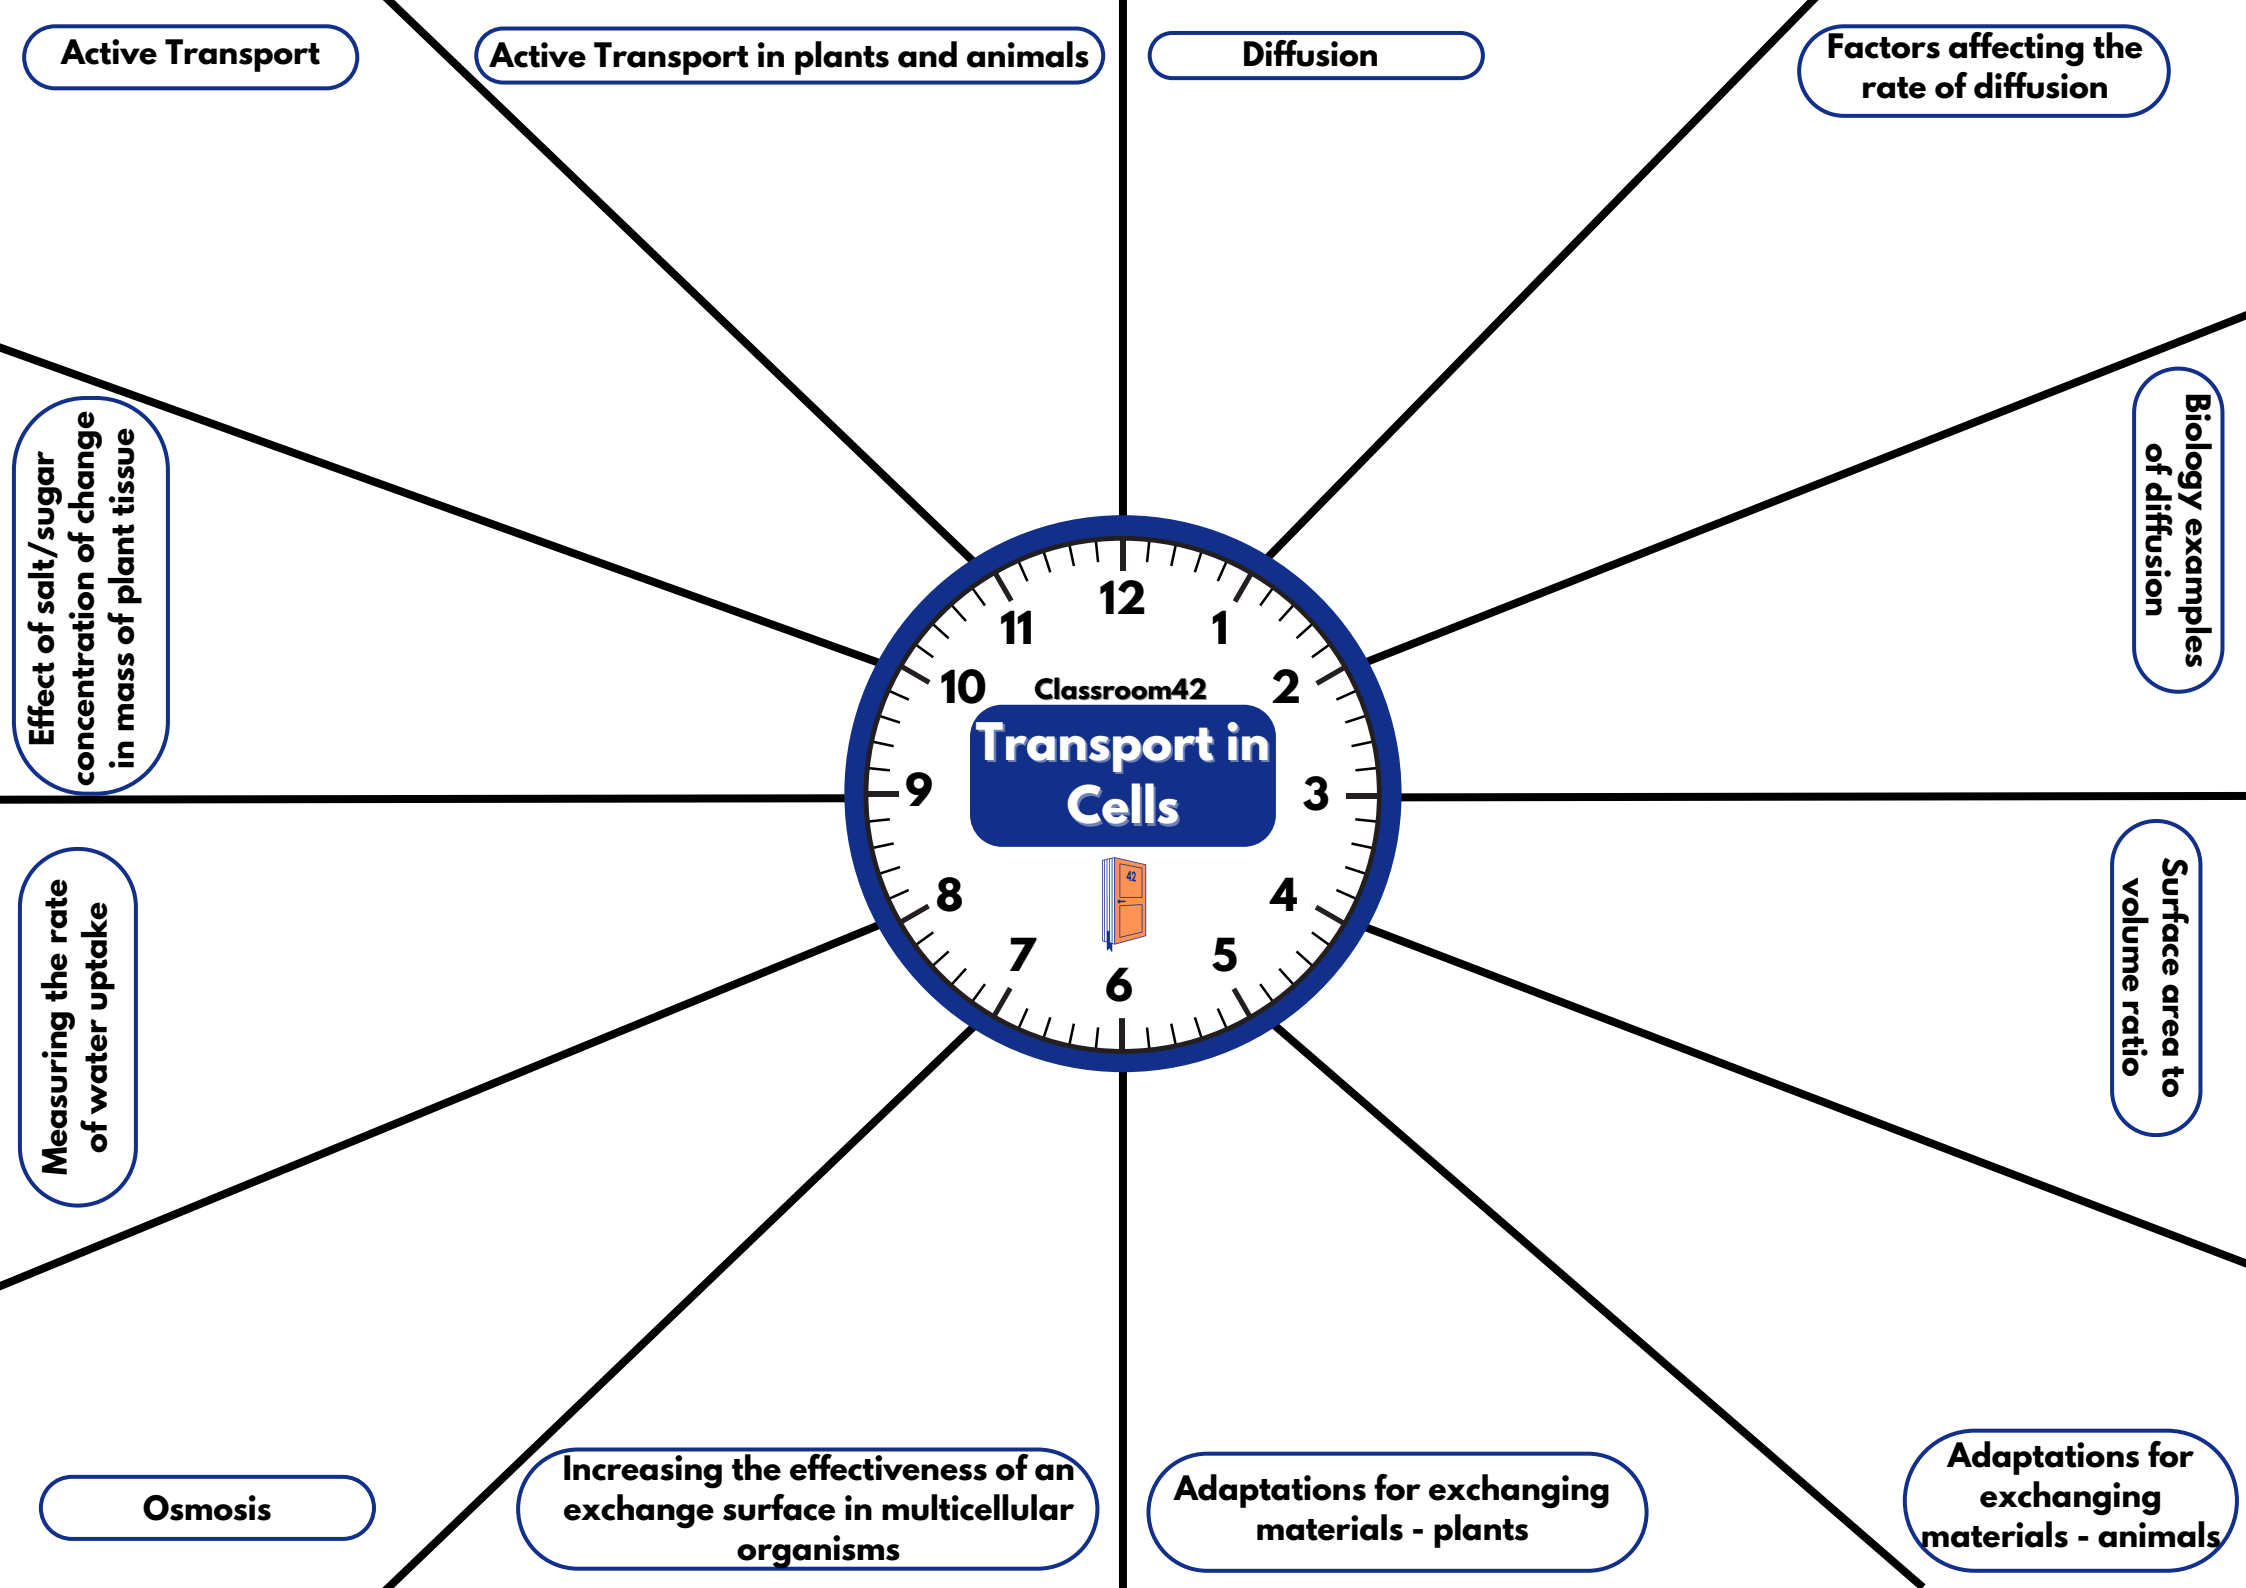 Active Transport
Active Transport in plants and animals
Diffusion
Factors affecting the
rate of diffusion
Biology examples
of diffusion
Surface area to
volume ratio
Adaptations for
exchanging
materials - animals
Adaptations for exchanging
materials - plants
Increasing the effectiveness of an
exchange surface in multicellular
organisms
Osmosis
Measuring the rate
of water uptake
Effect of salt/sugar
concentration of change
in mass of plant tissue
12
1
2
3
4
5
6
7
8
9
10
11
Classroom42
Transport in
Cells
42